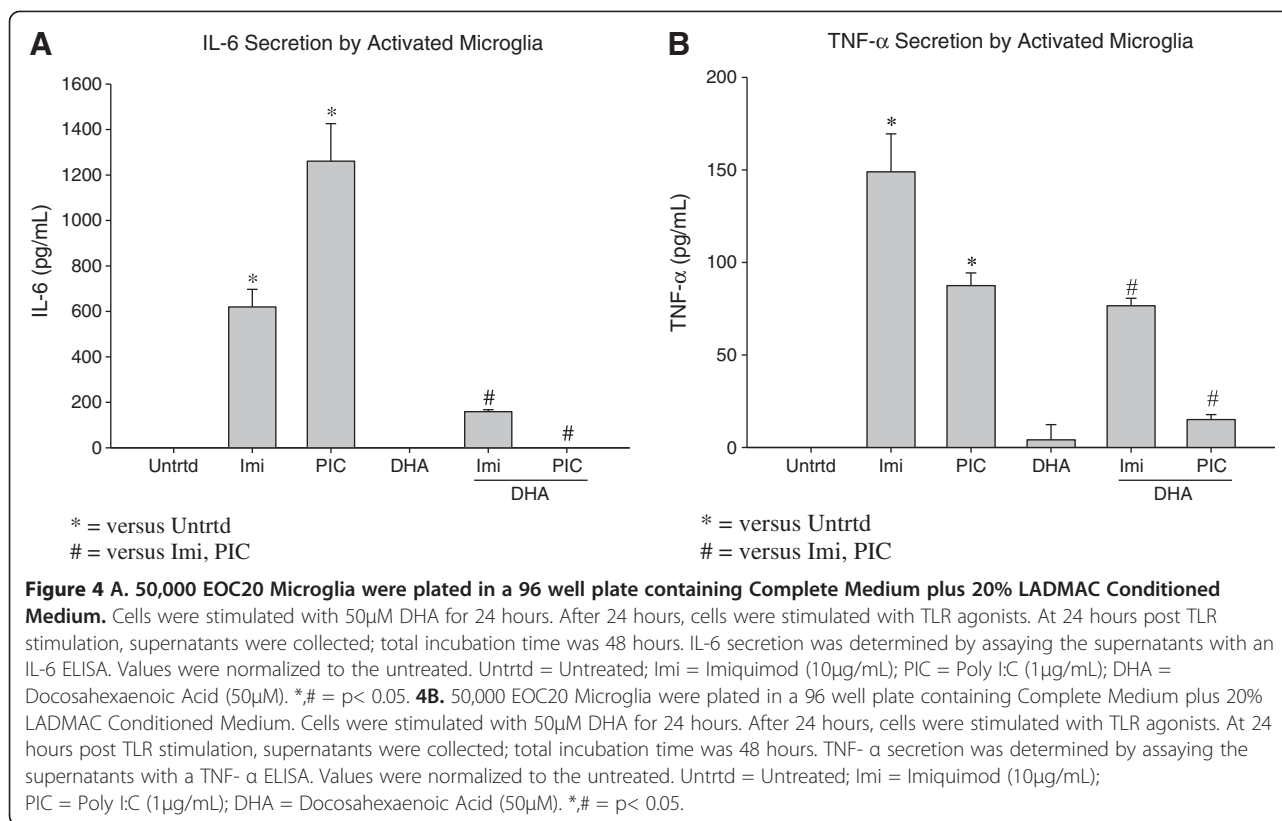 A
IL-6 Secretion by Activated Microglia
IL-6 (pg/mL)
1600
1400
1200
1000
800
600
400
200
0
*
*
#
#
Untrtd Imi PIC DHA Imi PIC
DHA
* = versus Untrtd
# = versus Imi, PIC
B
TNF-α Secretion by Activated Microglia
TNF-α (pg/mL)
200
150
100
50
0
*
*
#
#
Untrtd Imi PIC DHA Imi PIC
DHA
* = versus Untrtd
# = versus Imi, PIC
Figure 4 A. 50,000 EOC20 Microglia were plated in a 96 well plate containing Complete Medium plus 20% LADMAC Conditioned
Medium. Cells were stimulated with 50μM DHA for 24 hours. After 24 hours, cells were stimulated with TLR agonists. At 24 hours post TLR
stimulation, supernatants were collected; total incubation time was 48 hours. IL-6 secretion was determined by assaying the supernatants with an
IL-6 ELISA. Values were normalized to the untreated. Untrtd = Untreated; Imi = Imiquimod (10μg/mL); PIC = Poly I:C (1μg/mL); DHA =
Docosahexaenoic Acid (50μM). *,# = p< 0.05. 4B. 50,000 EOC20 Microglia were plated in a 96 well plate containing Complete Medium plus 20%
LADMAC Conditioned Medium. Cells were stimulated with 50μM DHA for 24 hours. After 24 hours, cells were stimulated with TLR agonists. At 24
hours post TLR stimulation, supernatants were collected; total incubation time was 48 hours. TNF- α secretion was determined by assaying the
supernatants with a TNF- α ELISA. Values were normalized to the untreated. Untrtd = Untreated; Imi = Imiquimod (10μg/mL);
PIC = Poly I:C (1μg/mL); DHA = Docosahexaenoic Acid (50μM). *,# = p< 0.05.